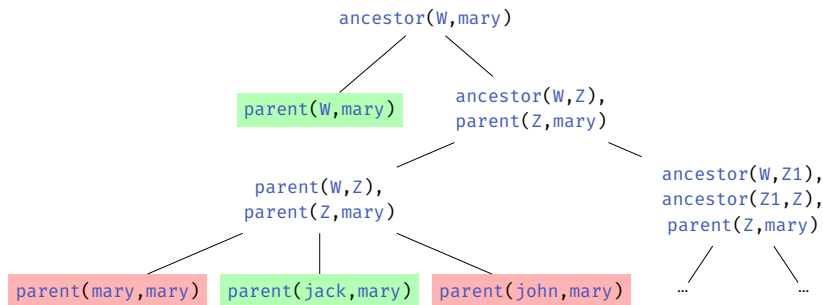 ancestor(W,mary)
parent(W,mary)
ancestor(W,Z),
parent(Z,mary)
parent(W,Z),
parent(Z,mary)
ancestor(W,Z1),
ancestor(Z1,Z),
parent(Z,mary)
parent(mary,mary)
parent(jack,mary)
parent(john,mary)
…
…